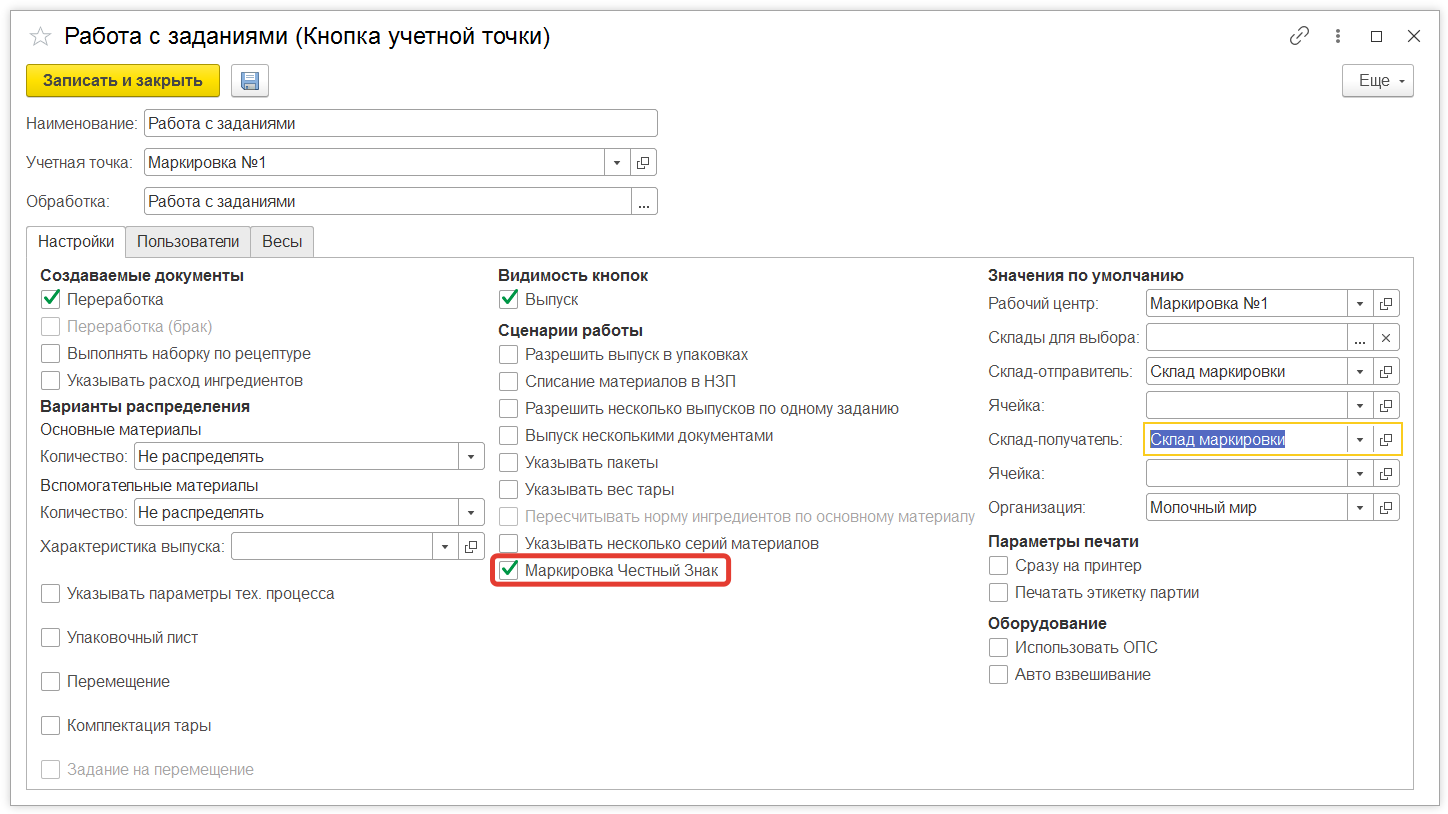 Работа с заданиями (Кнопка учетной точки)
Записать и закрыть
Еще
Наименование: Работа с заданиями
Учетная точка: Маркировка №1
Обработка: Работа с заданиями ...
Настройки Пользователи Весы
Создаваемые документы
Переработка
Переработка (брак)
Выполнять наборку по рецептуре
Указывать расход ингредиентов
Варианты распределения
Основные материалы
Количество: Не распределять
Вспомогательные материалы
Количество: Не распределять
Характеристика выпуска:
Указывать параметры тех. процесса
Упаковочный лист
Перемещение
Комплектация тары
Задание на перемещение
Видимость кнопок
Выпуск
Сценарии работы
Разрешить выпуск в упаковках
Списание материалов в НЗП
Разрешить несколько выпусков по одному заданию
Выпуск несколькими документами
Указывать пакеты
Указывать вес тары
Пересчитывать норму ингредиентов по основному материалу
Указывать несколько серий материалов
Маркировка Честный Знак
Значения по умолчанию
Рабочий центр: Маркировка №1
Склады для выбора: ...
Склад-отправитель: Склад маркировки
Ячейка:
Склад-получатель: Склад маркировки
Ячейка:
Организация: Молочный мир
Параметры печати
Сразу на принтер
Печатать этикетку партии
Оборудование
Использовать ОПС
Авто взвешивание